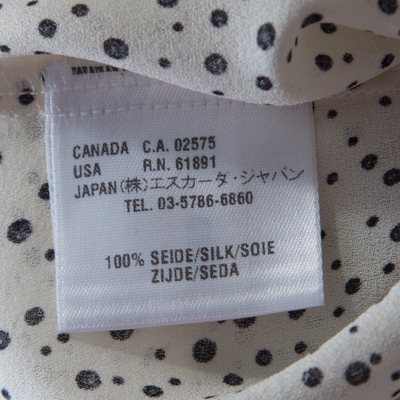 CANADA C.A. 02575
USA R.N. 61891
JAPAN(株)エスカーダ・ジャパン
TEL. 03-5786-6860
100% SEIDE/SILK/SOIE
ZIJDE/SEDA